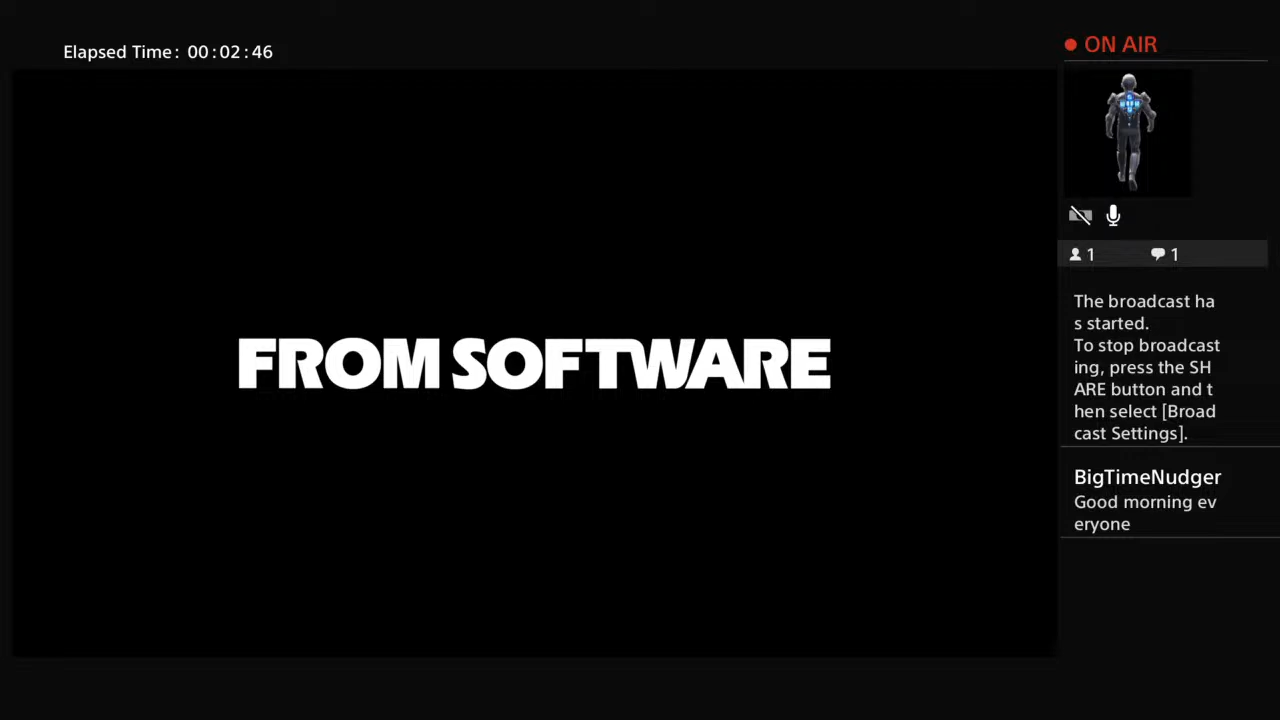 Elapsed Time: 00:02:46
ON AIR
FROM SOFTWARE
1 1
The broadcast ha
s started.
To stop broadcast
ing, press the SH
ARE button and t
hen select [Broad
cast Settings].
BigTimeNudger
Good morning ev
eryone